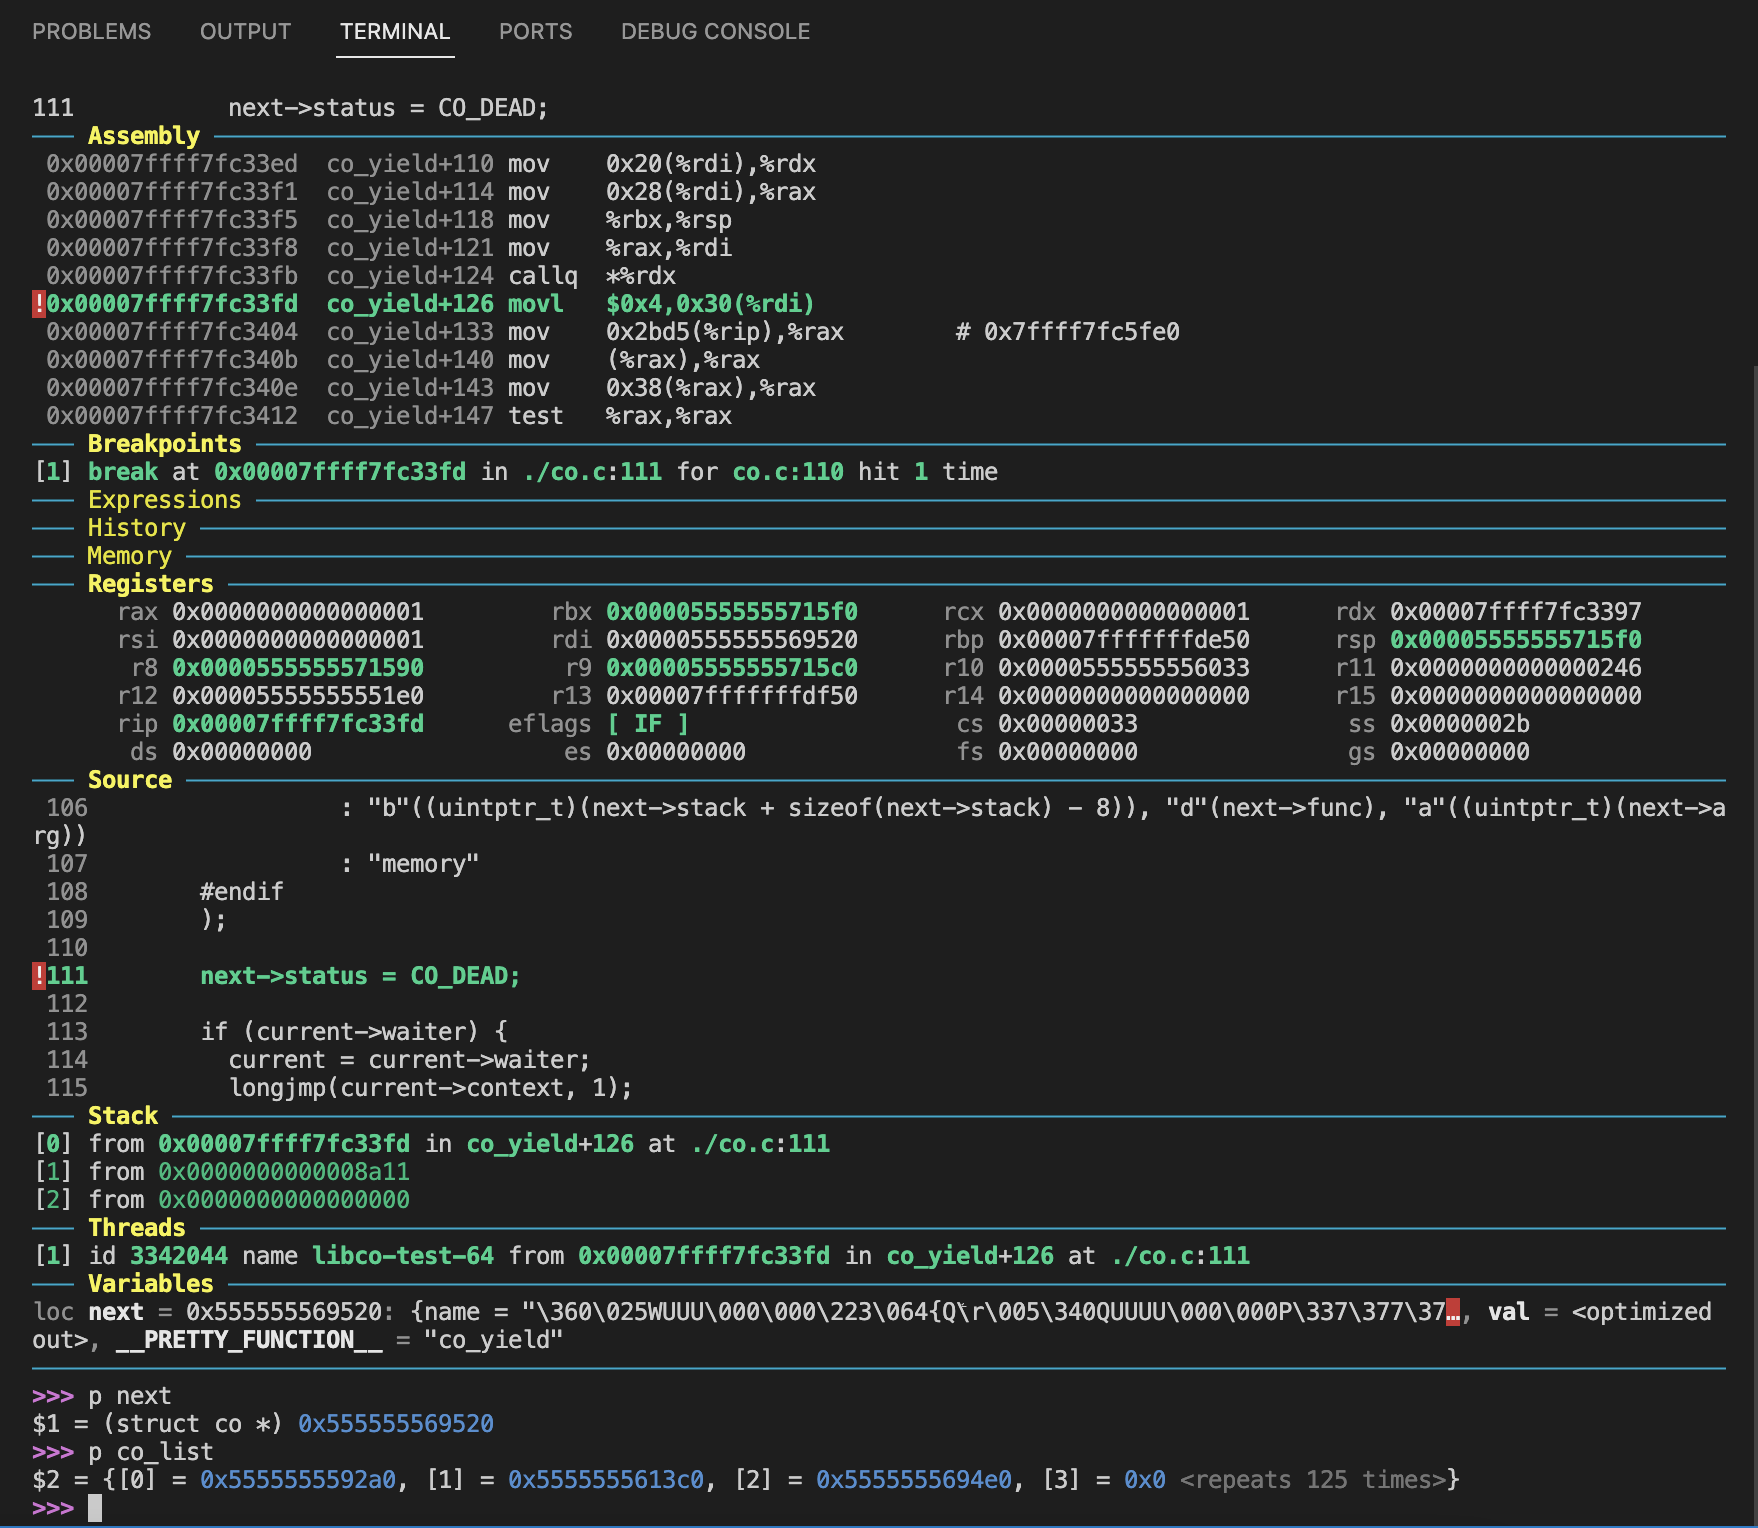 PROBLEMS OUTPUT TERMINAL PORTS DEBUG CONSOLE
111 next->status = CO_DEAD;
Assembly
0x00007ffff7fc33ed co_yield+110 mov 0x20(%rdi),%rdx
0x00007ffff7fc33f1 co_yield+114 mov 0x28(%rdi),%rax
0x00007ffff7fc33f5 co_yield+118 mov %rbx,%rsp
0x00007ffff7fc33f8 co_yield+121 mov %rax,%rdi
0x00007ffff7fc33fb co_yield+124 callq *%rdx
!0x00007ffff7fc33fd co_yield+126 movl $0x4,0x30(%rdi)
0x00007ffff7fc3404 co_yield+133 mov 0x2bd5(%rip),%rax # 0x7ffff7fc5fe0
0x00007ffff7fc340b co_yield+140 mov (%rax),%rax
0x00007ffff7fc340e co_yield+143 mov 0x38(%rax),%rax
0x00007ffff7fc3412 co_yield+147 test %rax,%rax
Breakpoints
[1] break at 0x00007ffff7fc33fd in ./co.c:111 for co.c:110 hit 1 time
Expressions
History
Memory
Registers
rax 0x0000000000000001 rbx 0x00005555555715f0 rcx 0x0000000000000001 rdx 0x00007ffff7fc3397
rsi 0x0000000000000001 rdi 0x0000555555569520 rbp 0x00007fffffffde50 rsp 0x00005555555715f0
r8 0x0000555555571590 r9 0x00005555555715c0 r10 0x0000555555556033 r11 0x0000000000000246
r12 0x00005555555551e0 r13 0x00007fffffffdf50 r14 0x0000000000000000 r15 0x0000000000000000
rip 0x00007ffff7fc33fd eflags [ IF ] cs 0x00000033 ss 0x0000002b
ds 0x00000000 es 0x00000000 fs 0x00000000 gs 0x00000000
Source
106 : "b"((uintptr_t)(next->stack + sizeof(next->stack) - 8)), "d"(next->func), "a"((uintptr_t)(next->a
rg))
107 : "memory"
108 #endif
109 );
110
!111 next->status = CO_DEAD;
112
113 if (current->waiter) {
114 current = current->waiter;
115 longjmp(current->context, 1);
Stack
[0] from 0x00007ffff7fc33fd in co_yield+126 at ./co.c:111
[1] from 0x0000000000008a11
[2] from 0x0000000000000000
Threads
[1] id 3342044 name libco-test-64 from 0x00007ffff7fc33fd in co_yield+126 at ./co.c:111
Variables
loc next = 0x555555569520: {name = "\360\025WUUU\000\000\223\064{Q\r\005\340QUUUU\000\000P\337\377\37…, val = <optimized
out>, __PRETTY_FUNCTION__ = "co_yield"
>>> p next
$1 = (struct co *) 0x555555569520
>>> p co_list
$2 = {[0] = 0x5555555592a0, [1] = 0x5555555613c0, [2] = 0x5555555694e0, [3] = 0x0 <repeats 125 times>}
>>>